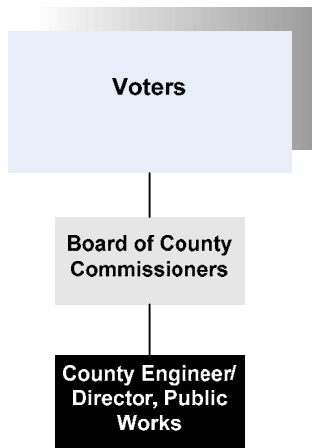 Voters
Board of County
Commissioners
County Engineer/
Director, Public
Works